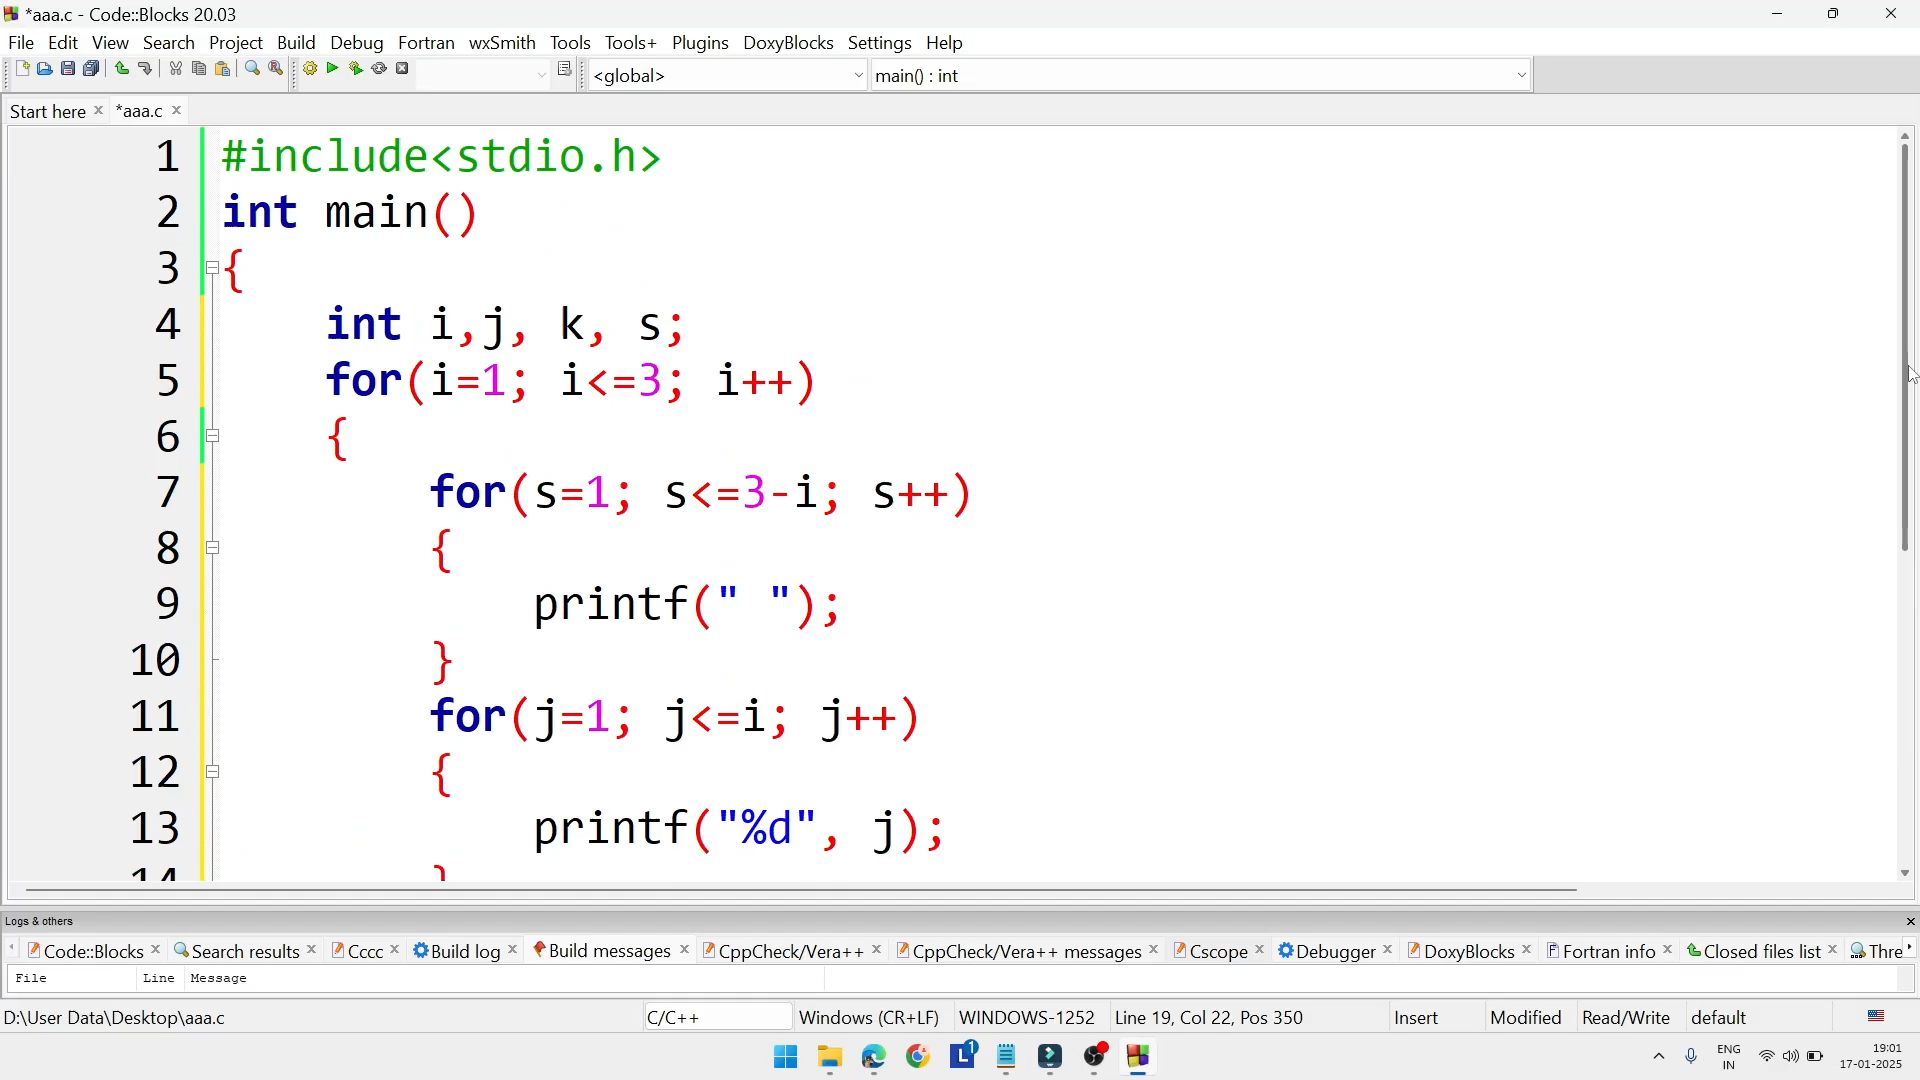 *aaa.c - Code::Blocks 20.03
File Edit View Search Project Build Debug Fortran wxSmith Tools Tools+ Plugins DoxyBlocks Settings Help
<global> main() : int
Start here *aaa.c
1 #include<stdio.h>
2 int main()
3 {
4 int i,j, k, s;
5 for(i=1; i<=3; i++)
6 {
7 for(s=1; s<=3-i; s++)
8 {
9 printf(" ");
10 }
11 for(j=1; j<=i; j++)
12 {
13 printf("%d", j);
14 }
Logs & others
Code::Blocks Search results Cccc Build log Build messages CppCheck/Vera++ CppCheck/Vera++ messages Cscope Debugger DoxyBlocks Fortran info Closed files list Thre
File Line Message
D:\User Data\Desktop\aaa.c C/C++ Windows (CR+LF) WINDOWS-1252 Line 19, Col 22, Pos 350 Insert Modified Read/Write default
L 1 ENG 19:01
IN 17-01-2025